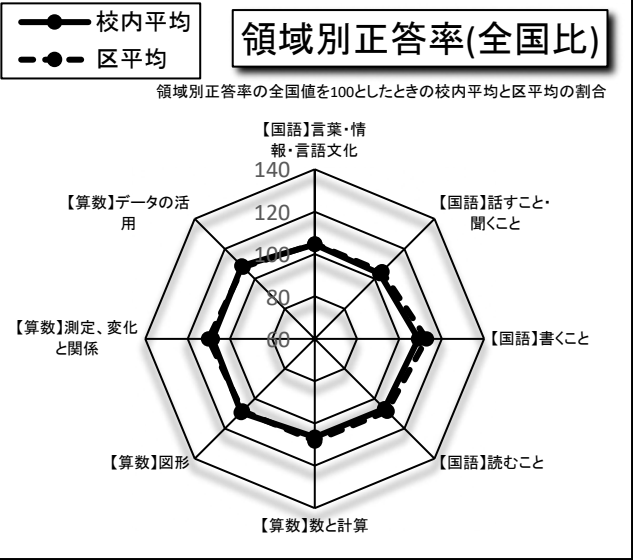 校内平均
区平均
領域別正答率(全国比)
領域別正答率の全国値を100としたときの校内平均と区平均の割合
【国語】言葉・情
報・言語文化
【国語】話すこと・
聞くこと
【国語】書くこと
【国語】読むこと
【算数】数と計算
【算数】図形
【算数】測定、変化
と関係
【算数】データの活
用
140
120
100
80
60